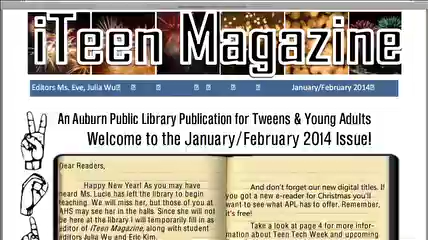 iTeen Magazine
Editors Ms. Eve, Julia Wu January/February 2014
An Auburn Public Library Publication for Tweens & Young Adults
Welcome to the January/February 2014 Issue!
Dear Readers,
Happy New Year! As you may have
heard Ms. Lucie has left the library to begin
teaching. We will miss her, but those of you at
AHS may see her in the halls. Since she will not
be here at the library I will temporarily fill in as
editor of iTeen Magazine, along with student
editors Julia Wu and Eric Kim.
And don't forget our new digital titles. If
you got a new e-reader for Christmas you'll
want to see what APL has to offer. Remember,
it's free!
Take a look at page 4 for more infor-
mation about Teen Tech Week and upcoming